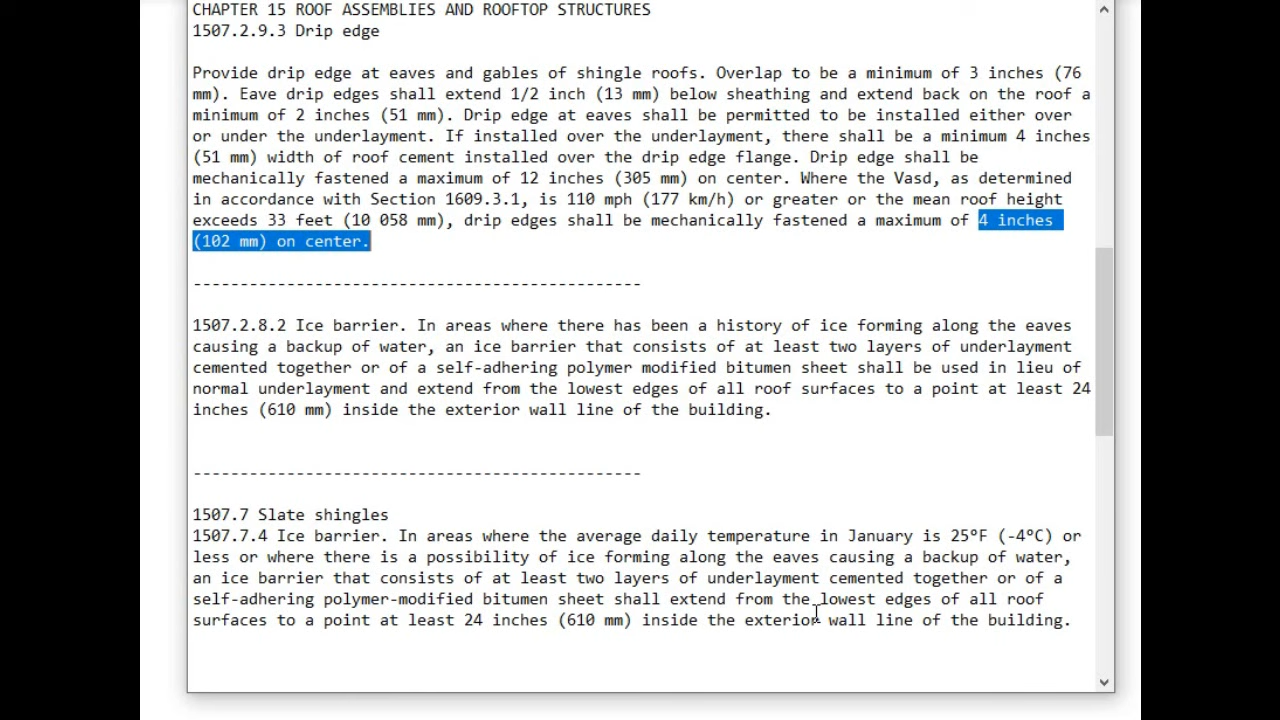 CHAPTER 15 ROOF ASSEMBLIES AND ROOFTOP STRUCTURES
1507.2.9.3 Drip edge
Provide drip edge at eaves and gables of shingle roofs. Overlap to be a minimum of 3 inches (76
mm). Eave drip edges shall extend 1/2 inch (13 mm) below sheathing and extend back on the roof a
minimum of 2 inches (51 mm). Drip edge at eaves shall be permitted to be installed either over
or under the underlayment. If installed over the underlayment, there shall be a minimum 4 inches
(51 mm) width of roof cement installed over the drip edge flange. Drip edge shall be
mechanically fastened a maximum of 12 inches (305 mm) on center. Where the Vasd, as determined
in accordance with Section 1609.3.1, is 110 mph (177 km/h) or greater or the mean roof height
exceeds 33 feet (10 058 mm), drip edges shall be mechanically fastened a maximum of 4 inches
(102 mm) on center.
------------------------------------------------
1507.2.8.2 Ice barrier. In areas where there has been a history of ice forming along the eaves
causing a backup of water, an ice barrier that consists of at least two layers of underlayment
cemented together or of a self-adhering polymer modified bitumen sheet shall be used in lieu of
normal underlayment and extend from the lowest edges of all roof surfaces to a point at least 24
inches (610 mm) inside the exterior wall line of the building.
------------------------------------------------
1507.7 Slate shingles
1507.7.4 Ice barrier. In areas where the average daily temperature in January is 25°F (-4°C) or
less or where there is a possibility of ice forming along the eaves causing a backup of water,
an ice barrier that consists of at least two layers of underlayment cemented together or of a
self-adhering polymer-modified bitumen sheet shall extend from the lowest edges of all roof
surfaces to a point at least 24 inches (610 mm) inside the exterior wall line of the building.